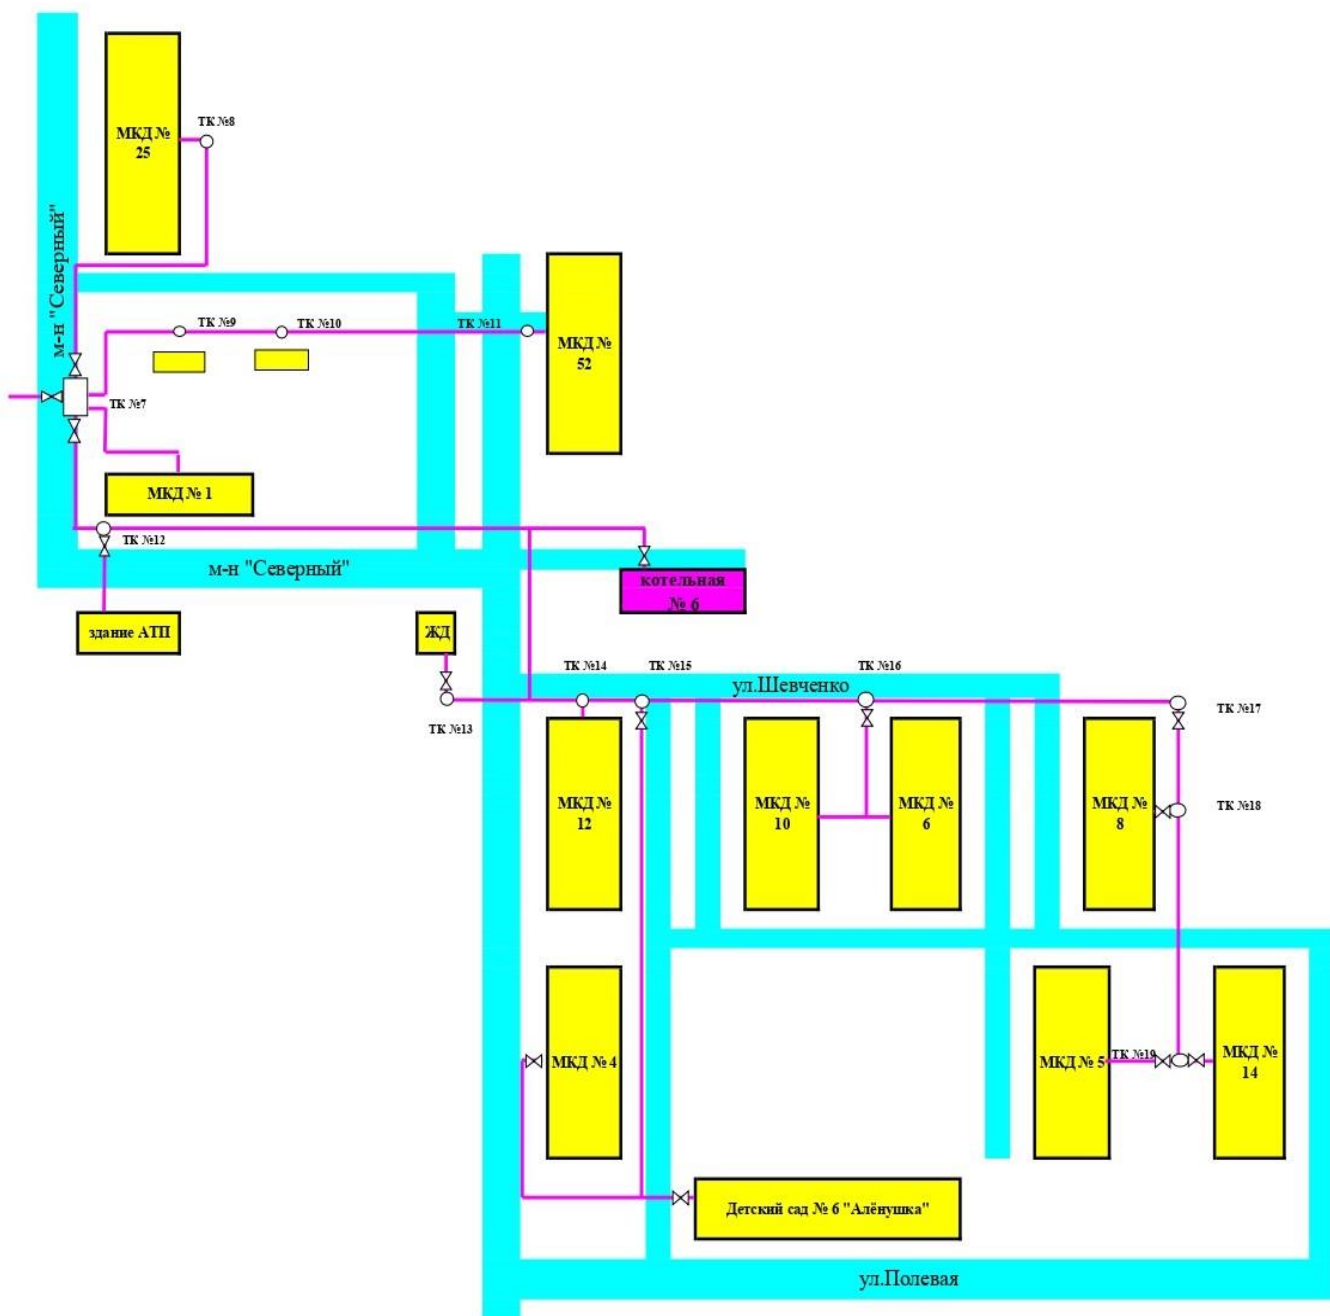 МКД №
25
ТК №8
м-н "Северный"
ТК №9
ТК №10
ТК №11
МКД №
52
ТК №7
МКД № 1
ТК №12
м-н "Северный"
котельная
№ 6
здание АТП
ЖД
ТК №14
ТК №15
ТК №16
ул.Шевченко
ТК №13
ТК №17
МКД №
12
МКД №
10
МКД №
6
МКД №
8
ТК №18
МКД № 4
МКД № 5
ТК №19
МКД №
14
Детский сад № 6 "Алёнушка"
ул.Полевая